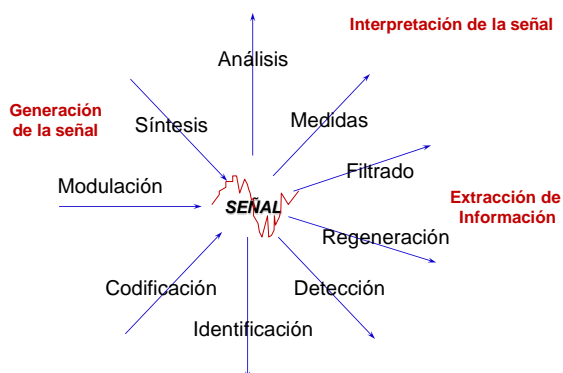 Interpretación de la señal
Análisis
Generación
de la señal
Síntesis
Medidas
Filtrado
Modulación
SEÑAL
Extracción de
Información
Regeneración
Codificación
Detección
Identificación